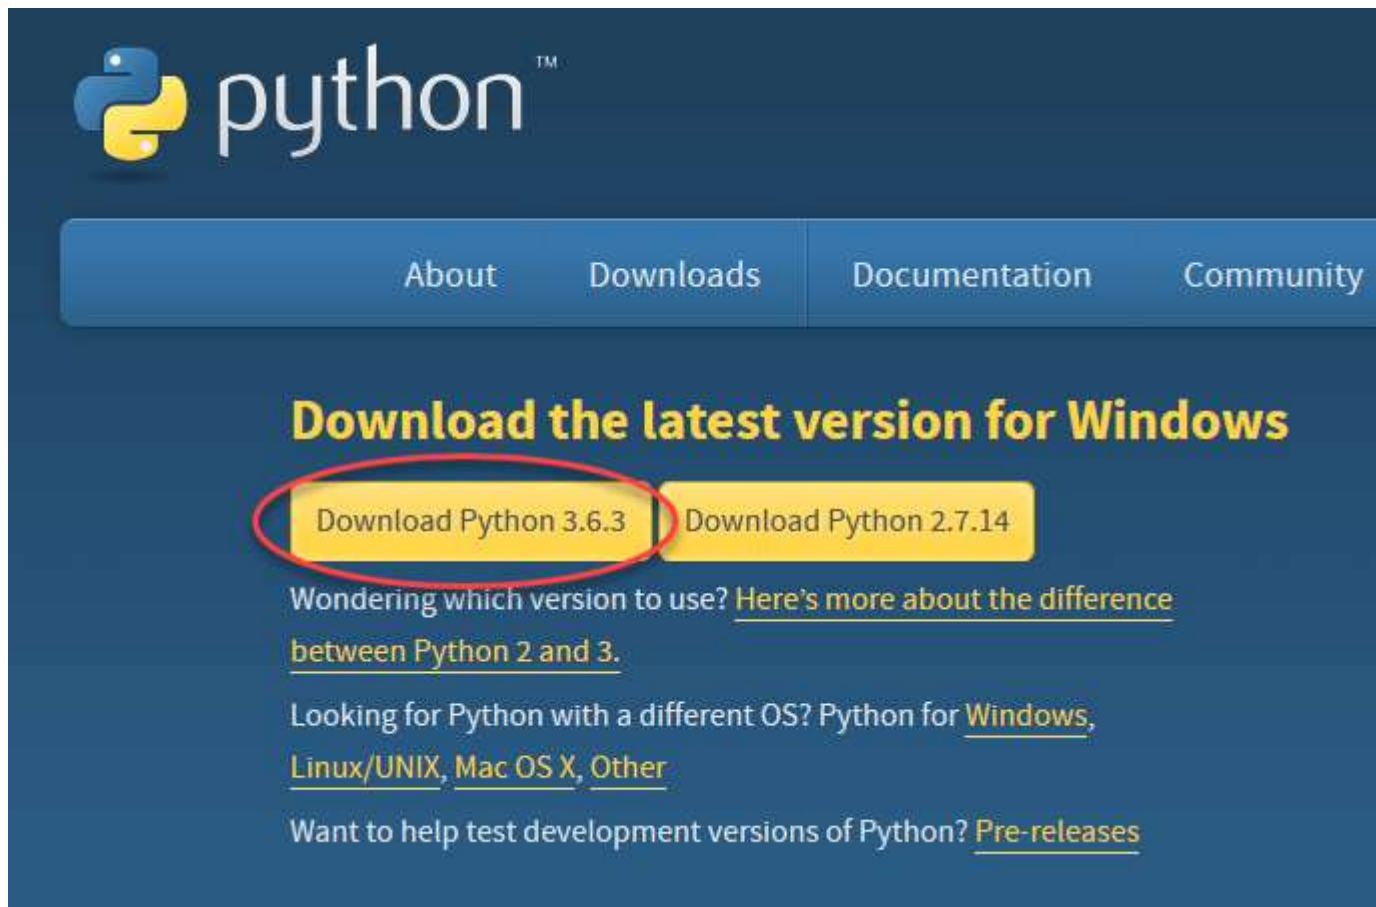 python™
About Downloads Documentation Community
Download the latest version for Windows
Download Python 3.6.3 Download Python 2.7.14
Wondering which version to use? Here's more about the difference
between Python 2 and 3.
Looking for Python with a different OS? Python for Windows,
Linux/UNIX, Mac OS X, Other
Want to help test development versions of Python? Pre-releases